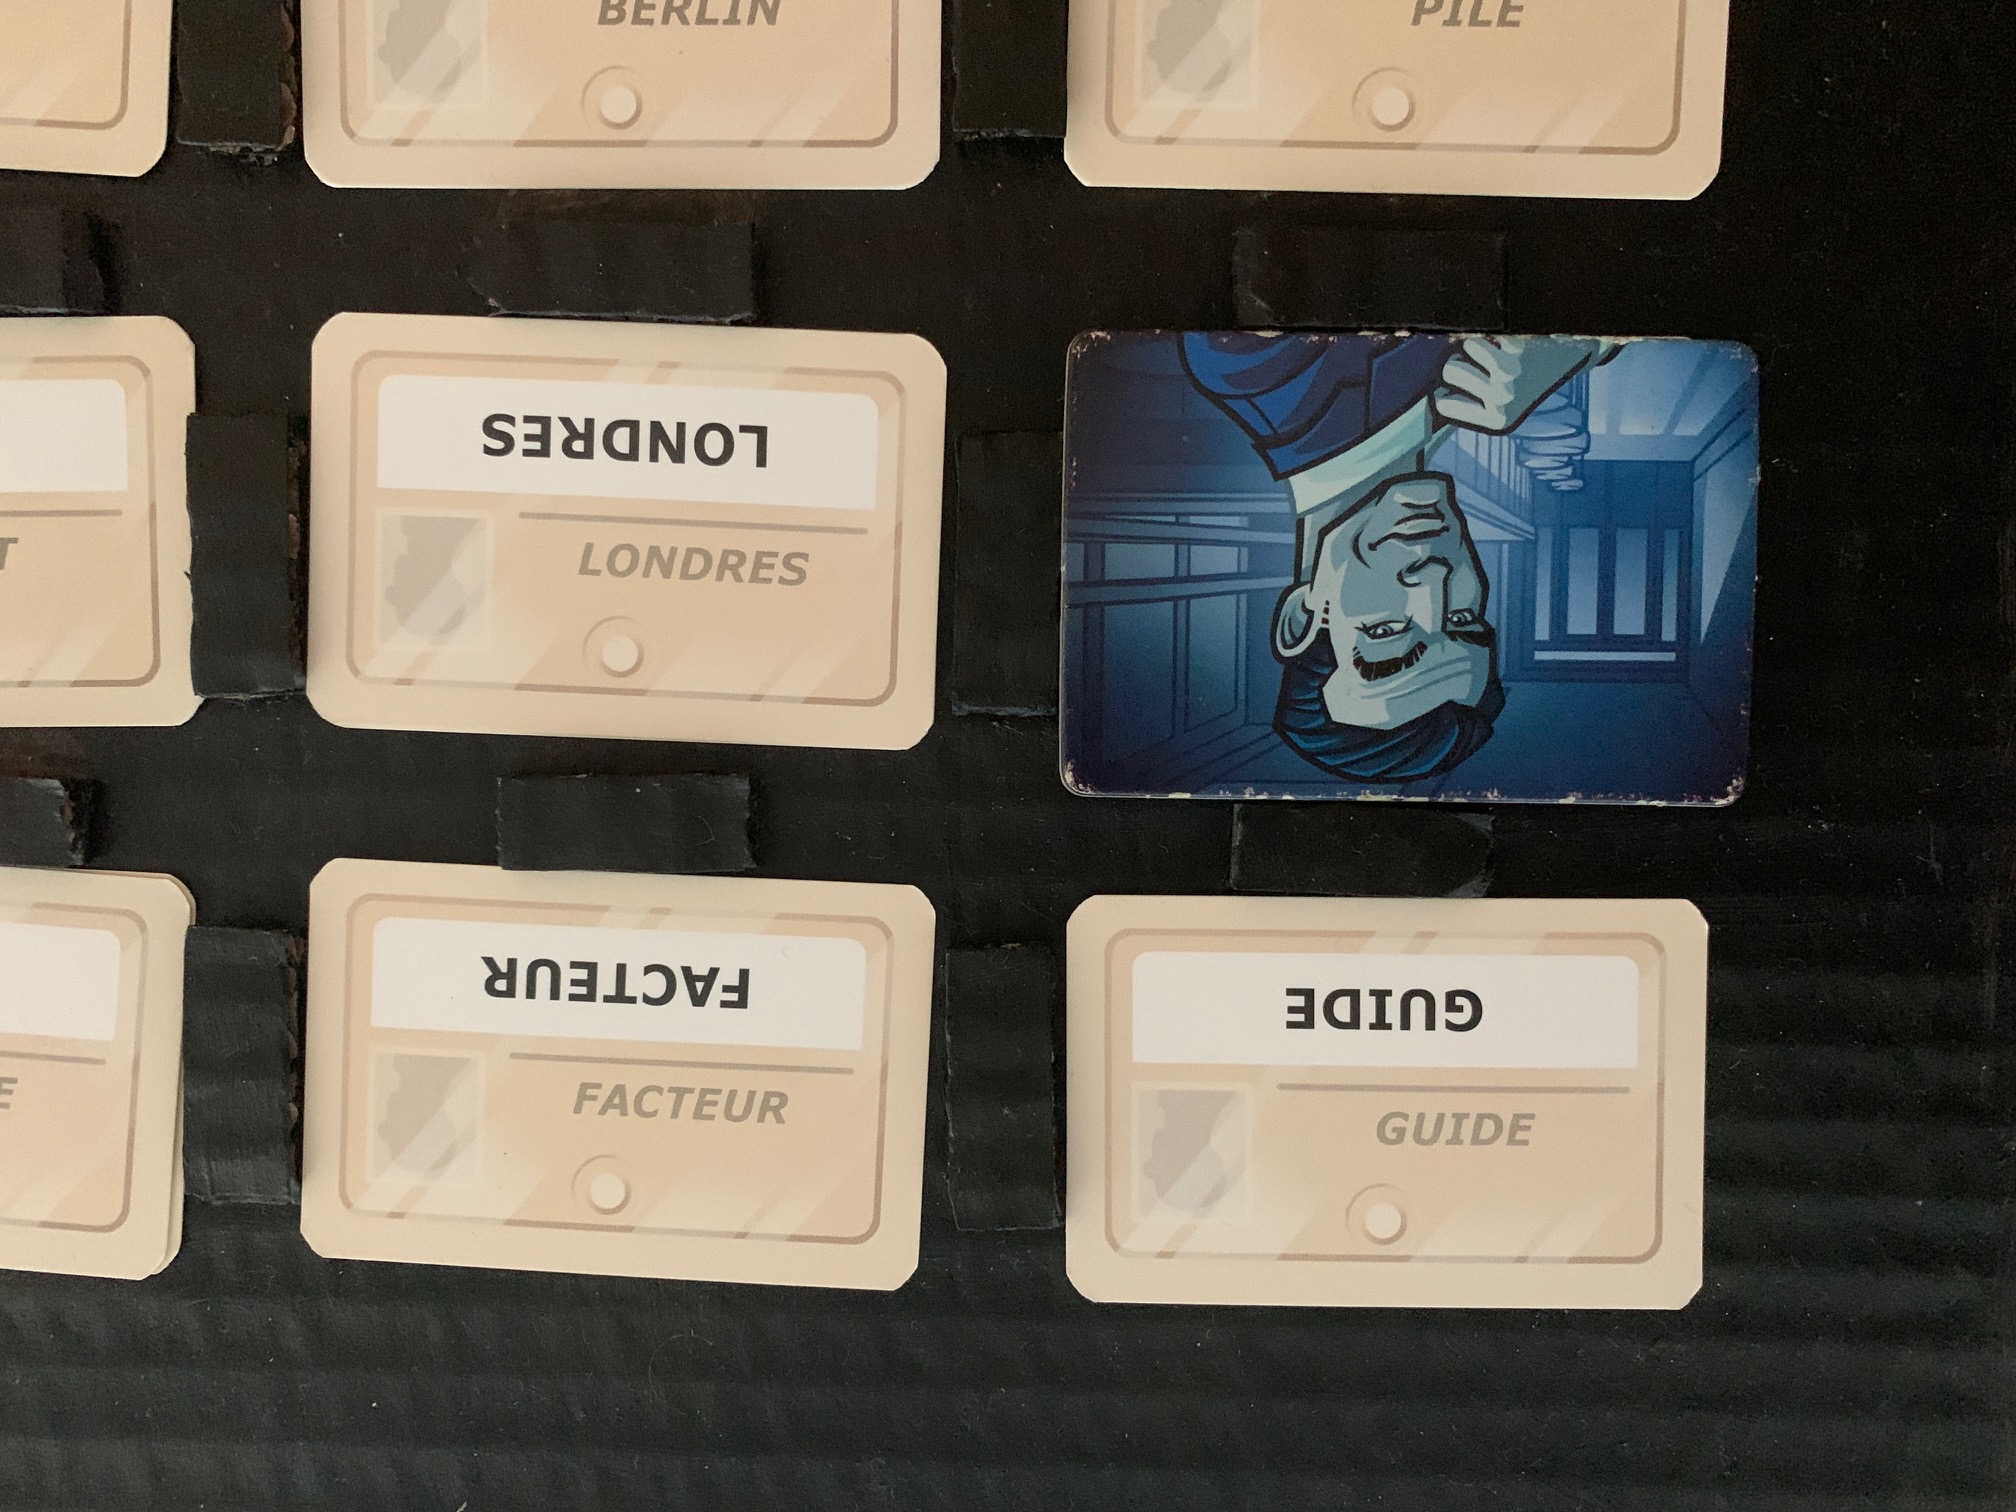 GUIDE
GUIDE
FACTEUR
FACTEUR
LONDRES
LONDRES
PILE
BERLIN